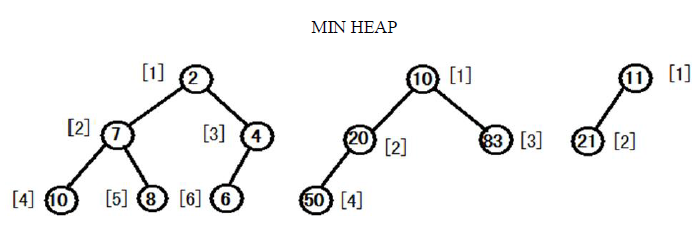 MIN HEAP
[1] 2 10 [1] 11 [1]
[2] 7 [3] 4 20 [2] 83 [3] 21 [2]
[4] 10 [5] 8 [6] 6 50 [4]